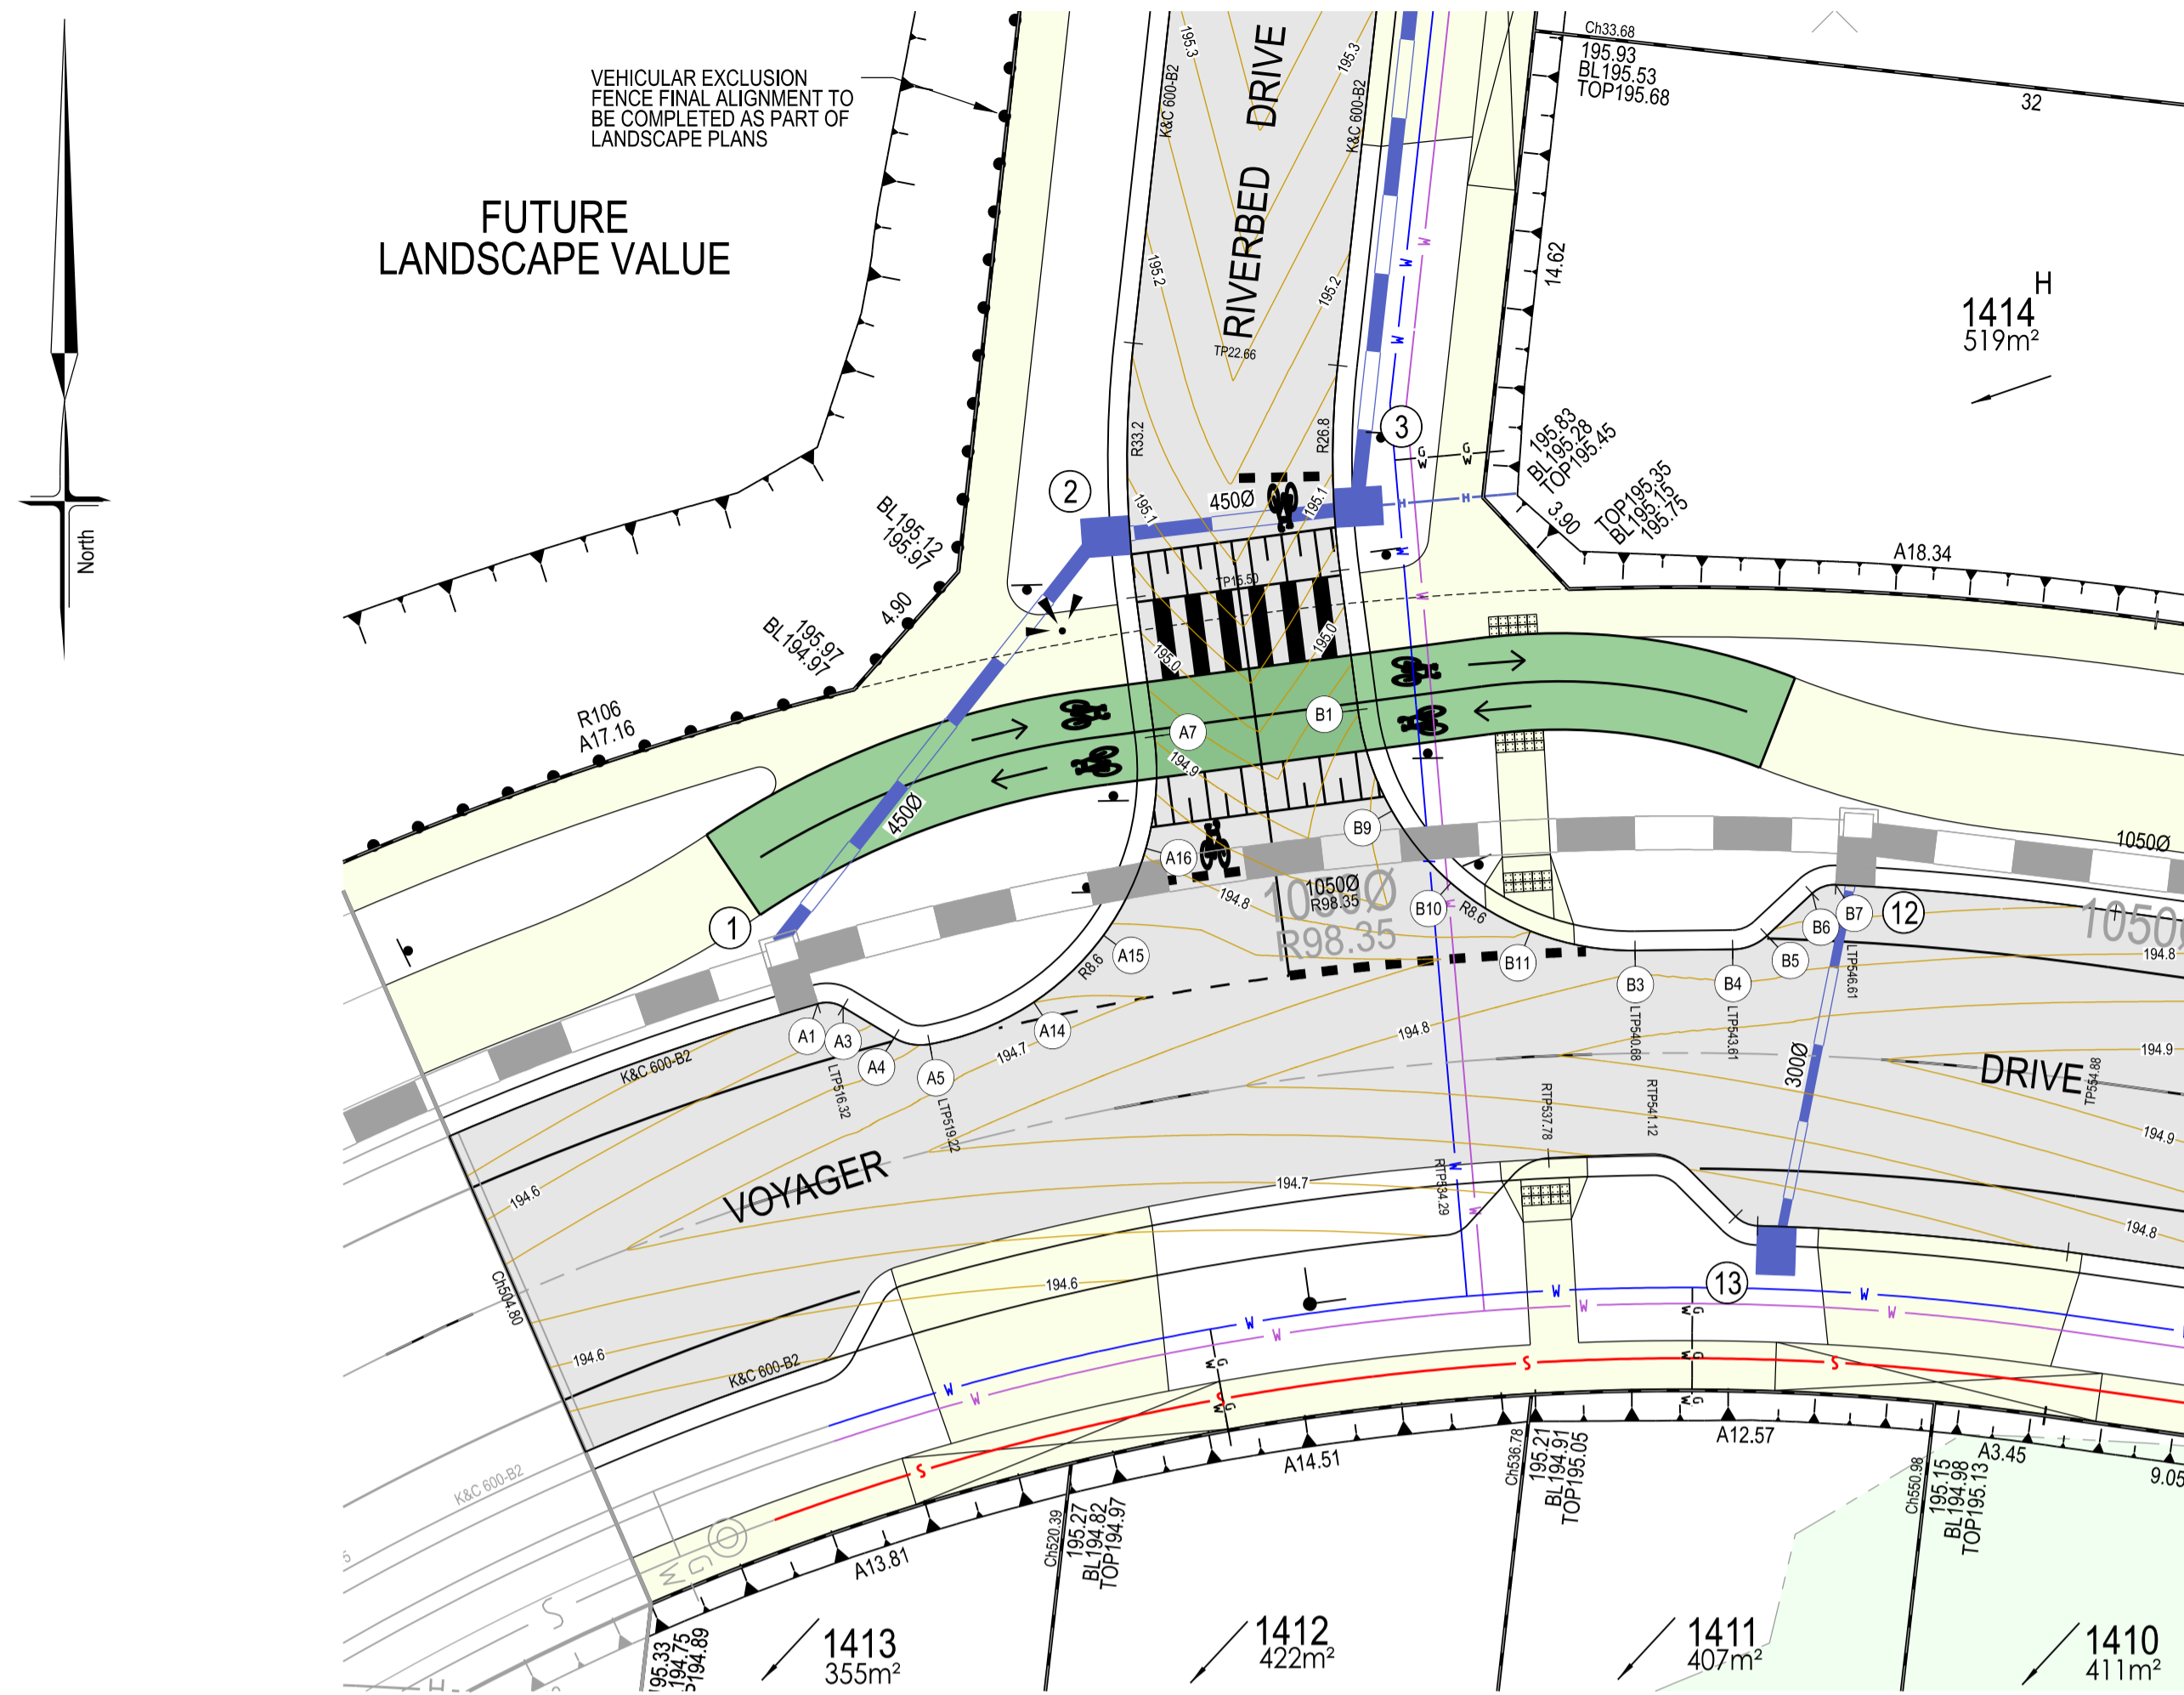 Ch33.68
195.93
BL195.53
TOP195.68
32
VEHICULAR EXCLUSION
FENCE FINAL ALIGNMENT TO
BE COMPLETED AS PART OF
LANDSCAPE PLANS
FUTURE
LANDSCAPE VALUE
North
195.3
195.3
K&C 600-B2
K&C 600-B2
RIVERBED DRIVE
W
W
W
195.2
195.2
TP22.66
14.62
H
1414
519m²
R33.2
R26.8
3
2
G
W
G
W
195.83
BL195.28
TOP195.45
3.90
TOP195.35
BL195.15
195.75
A18.34
450Ø
H
H
195.1
195.1
W
W
BL195.12
195.97
4.90
195.97
BL194.97
TP15.50
195.0
195.0
R106
A17.16
A7
B1
194.9
450Ø
B9
A16
1050Ø
R98.35
1050Ø
R98.35
194.8
B10
R8.6
W
1050Ø
1
12
B7
B6
B5
B11
B3
B4
LTP546.61
1050
194.8
A15
R8.6
A14
A1
A3
A4
A5
LTP516.32
LTP519.22
194.7
194.8
LTP540.68
LTP543.61
300Ø
DRIVE
TP554.88
194.9
194.9
K&C 600-B2
RTP537.78
RTP541.12
RTP534.29
W
W
VOYAGER
194.6
194.7
194.8
Ch504.80
194.6
194.6
K&C 600-B2
13
W
W
W
W
W
W
W
W
G
W
G
W
G
W
G
W
S
S
S
S
K&C 600-B2
A14.51
A12.57
A3.45
9.05
A13.81
Ch520.39
195.27
BL194.82
TOP194.97
Ch536.78
195.21
BL194.91
TOP195.05
Ch550.98
195.15
BL194.98
TOP195.13
G
W
S
H
195.33
194.75
P194.89
1413
355m²
1412
422m²
1411
407m²
1410
411m²